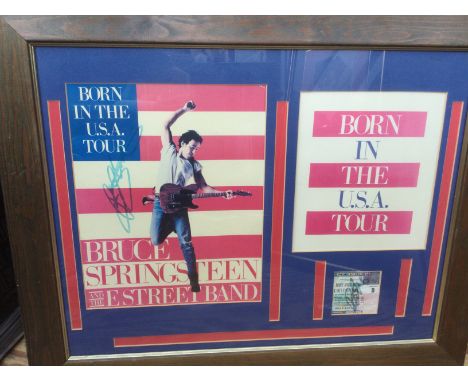 BORN
IN THE
U.S.A.
TOUR
BRUCE
SPRINGSTEEN
AND THE E STREET BAND
BORN
IN
THE
U.S.A.
TOUR